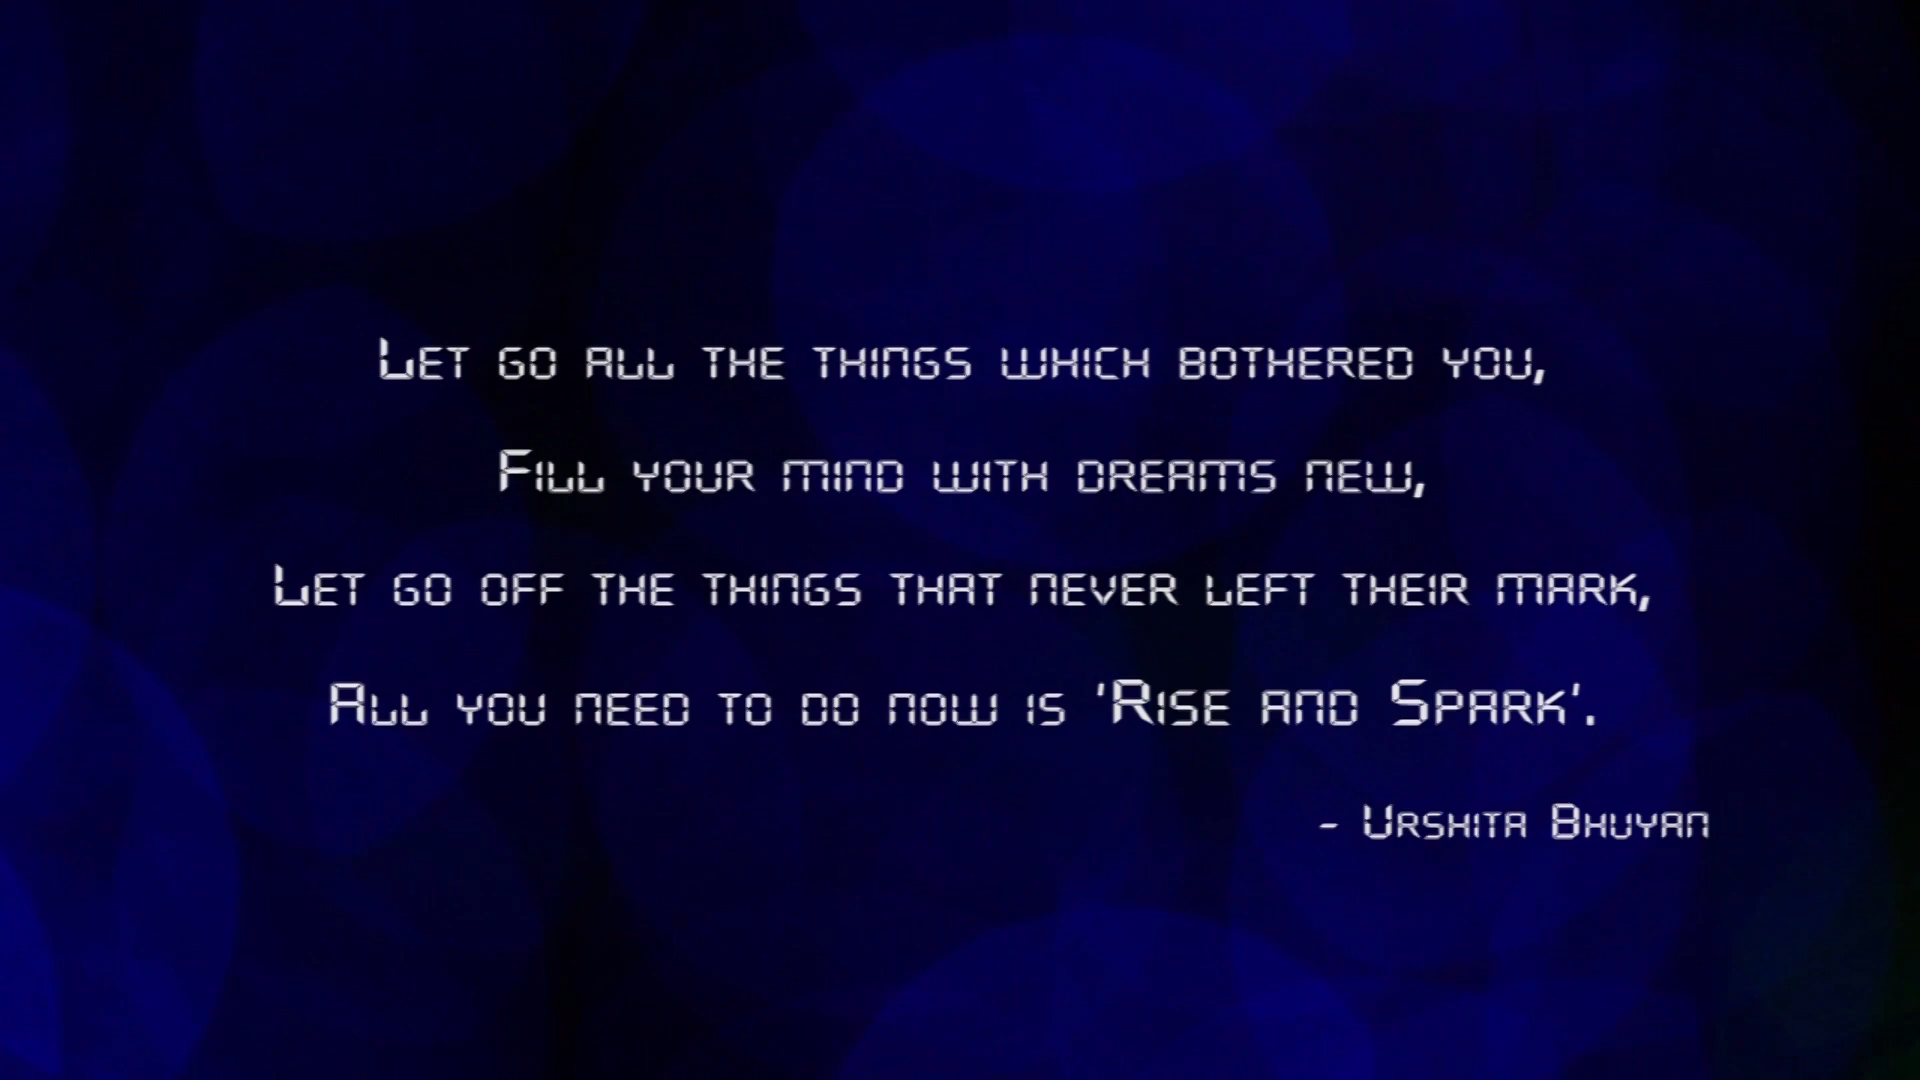 Let go all the things which bothered you,
Fill your mind with dreams new,
Let go off the things that never left their mark,
All you need to do now is 'Rise and Spark'.
- Urshita Bhuyan